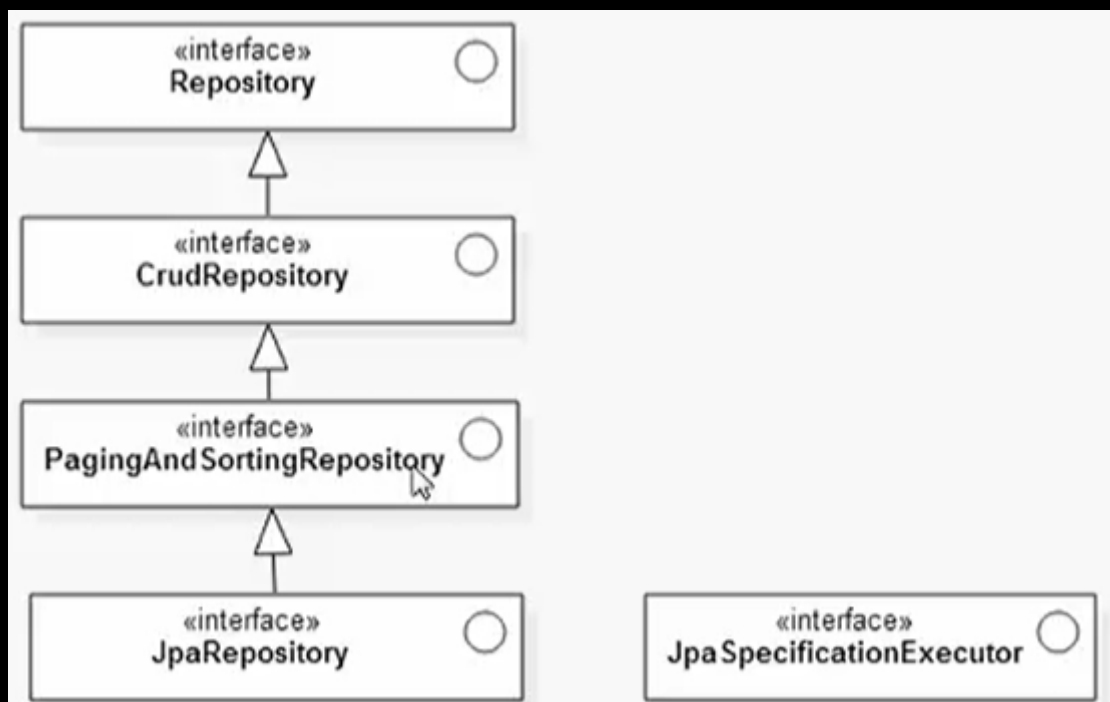 «interface»
Repository
«interface»
CrudRepository
«interface»
PagingAndSortingRepository
«interface»
JpaRepository
«interface»
JpaSpecificationExecutor